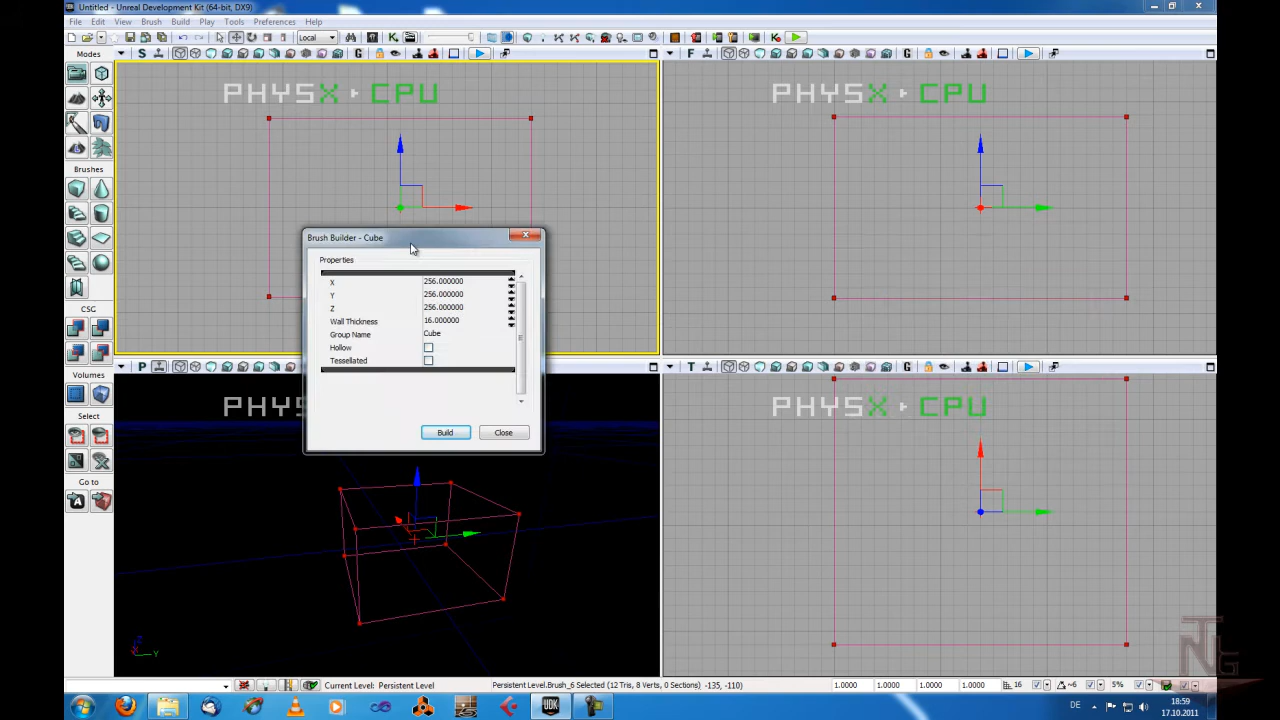 Untitled - Unreal Development Kit (64-bit, DX9)
File Edit View Brush Build Play Tools Preferences Help
Local
Modes
S G
F G
PHYSX ▸ CPU
PHYSX ▸ CPU
Brushes
CSG
Volumes
Select
Go to
Brush Builder - Cube
Properties
X 256.000000
Y 256.000000
Z 256.000000
Wall Thickness 16.000000
Group Name Cube
Hollow
Tessellated
Build Close
P
T G
PHYS
PHYSX ▸ CPU
Z
X Y
TNG
Current Level: Persistent Level Persistent Level.Brush_6 Selected (12 Tris, 8 Verts, 0 Sections) -135, -110) 1.0000 1.0000 1.0000 1.0000 16 ~6 5%
UDK
DE
18:59
17.10.2011